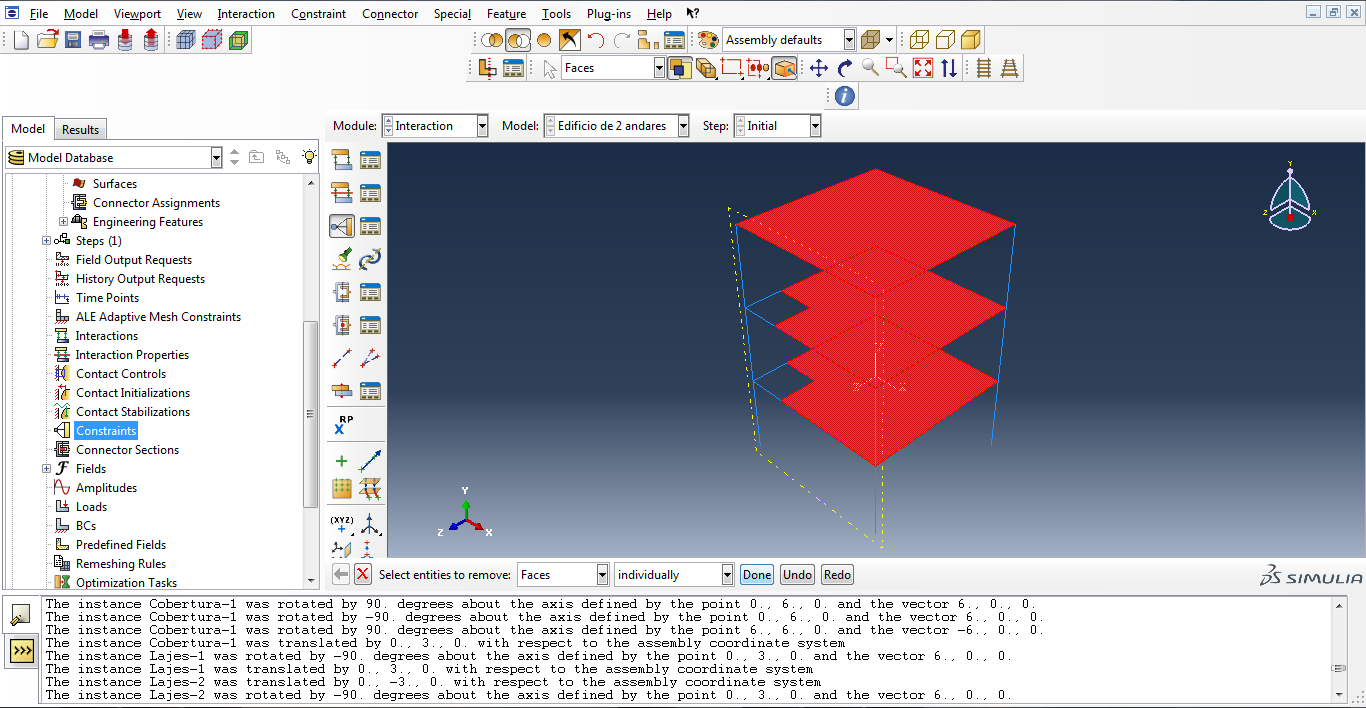 File Model Viewport View Interaction Constraint Connector Special Feature Tools Plug-ins Help ?
Assembly defaults
Faces
i
Model Results
Module: Interaction Model: Edificio de 2 andares Step: Initial
Model Database
Surfaces
Connector Assignments
Engineering Features
Steps (1)
Field Output Requests
History Output Requests
Time Points
ALE Adaptive Mesh Constraints
Interactions
Interaction Properties
Contact Controls
Contact Initializations
Contact Stabilizations
Constraints
Connector Sections
Fields
Amplitudes
Loads
BCs
Predefined Fields
Remeshing Rules
Optimization Tasks
RP
X
(XYZ)
Y
Z X
Y
Z X
Z X
Select entities to remove: Faces individually Done Undo Redo
SIMULIA
The instance Cobertura-1 was rotated by 90. degrees about the axis defined by the point 0., 6., 0. and the vector 6., 0., 0.
The instance Cobertura-1 was rotated by -90. degrees about the axis defined by the point 0., 6., 0. and the vector 6., 0., 0.
The instance Cobertura-1 was rotated by 90. degrees about the axis defined by the point 6., 6., 0. and the vector -6., 0., 0.
The instance Cobertura-1 was translated by 0., 3., 0. with respect to the assembly coordinate system
The instance Lajes-1 was rotated by -90. degrees about the axis defined by the point 0., 3., 0. and the vector 6., 0., 0.
The instance Lajes-1 was translated by 0., 3., 0. with respect to the assembly coordinate system
The instance Lajes-2 was translated by 0., -3., 0. with respect to the assembly coordinate system
The instance Lajes-2 was rotated by -90. degrees about the axis defined by the point 0., 3., 0. and the vector 6., 0., 0.
>>>